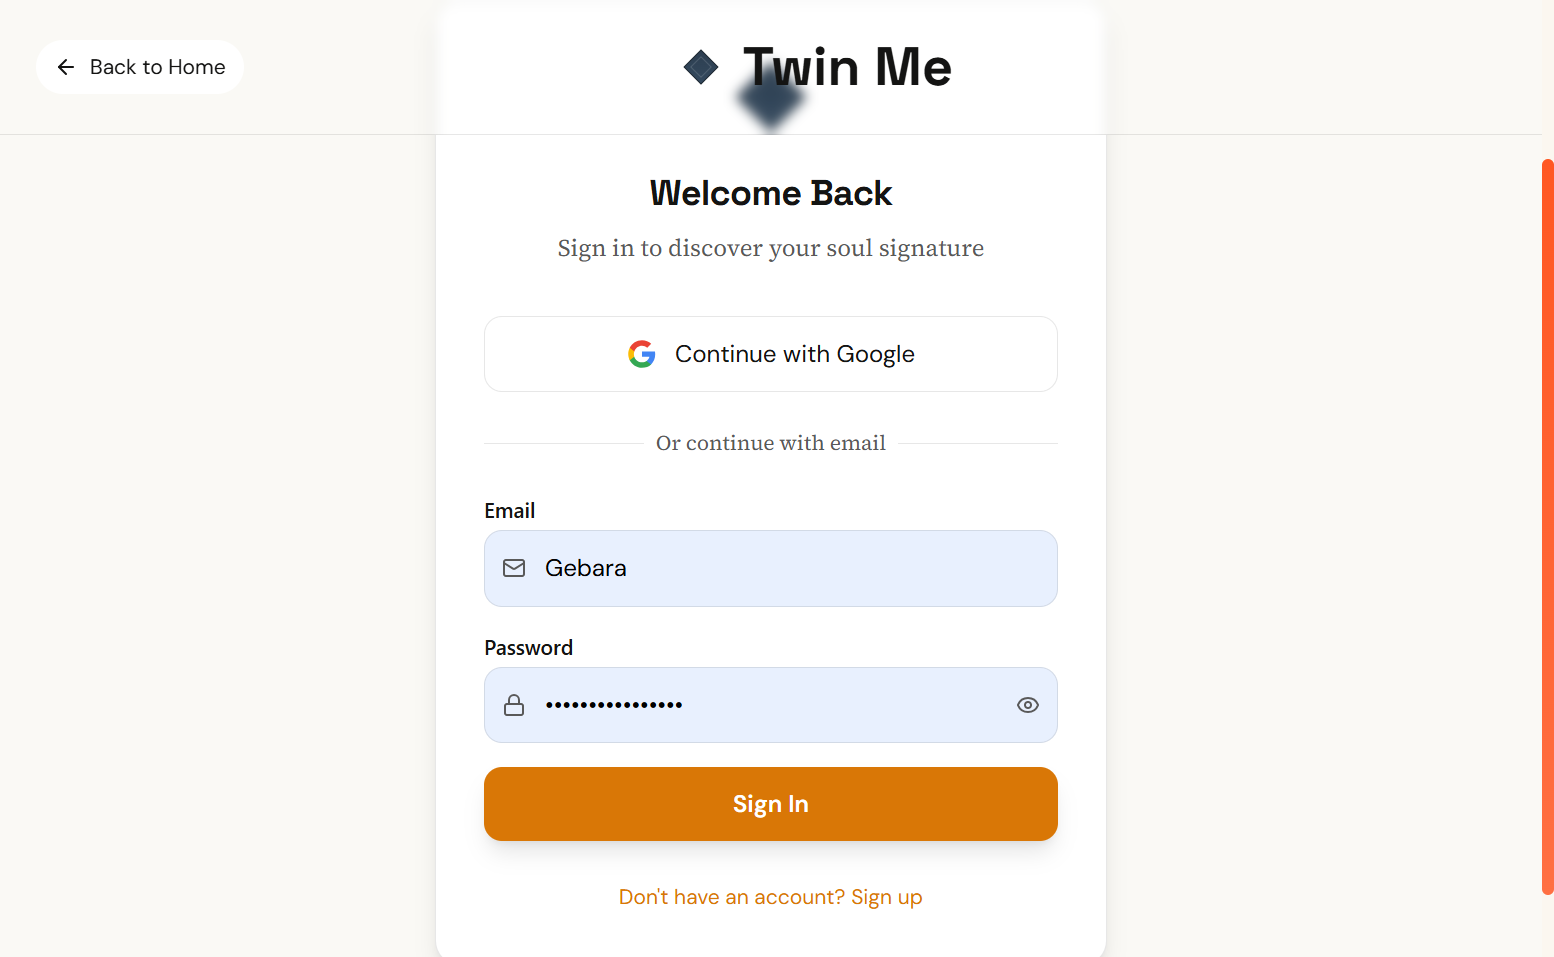 Back to Home
Twin Me
Welcome Back
Sign in to discover your soul signature
Continue with Google
Or continue with email
Email
Gebara
Password
••••••••••••••••
Sign In
Don't have an account? Sign up